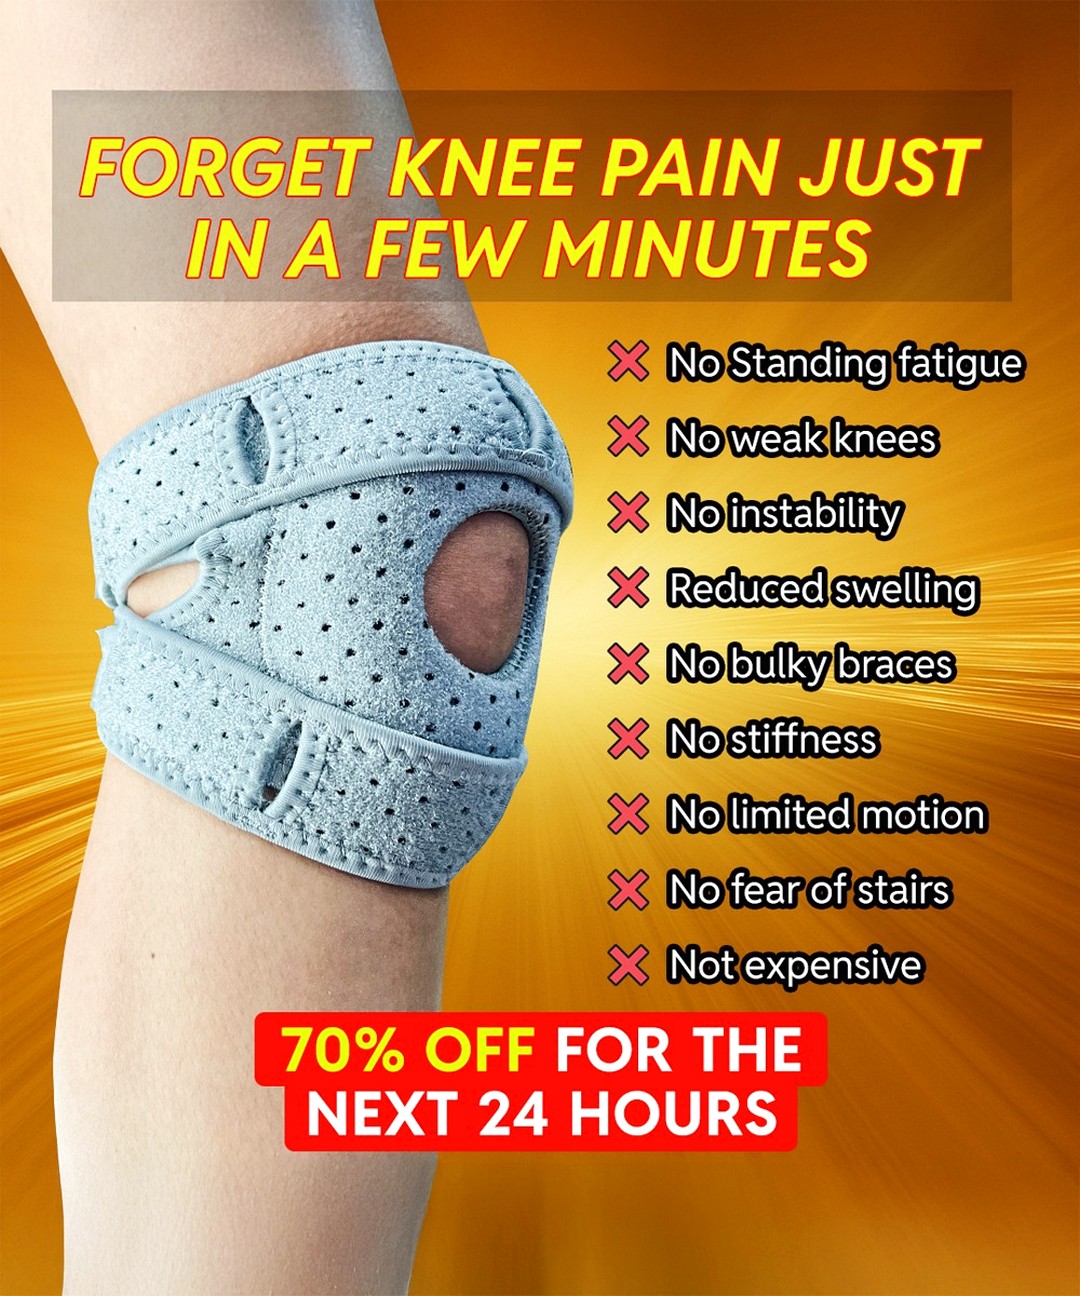 FORGET KNEE PAIN JUST
IN A FEW MINUTES
No Standing fatigue
No weak knees
No instability
Reduced swelling
No bulky braces
No stiffness
No limited motion
No fear of stairs
Not expensive
70% OFF FOR THE
NEXT 24 HOURS